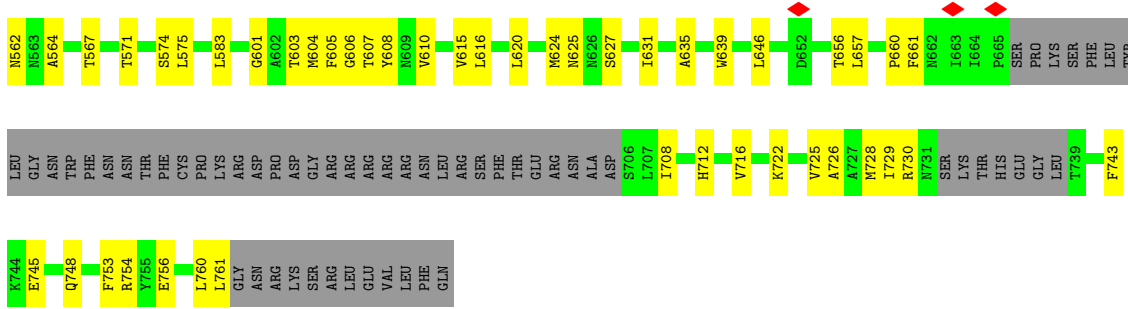 N562 N563 A564 T567 T571 S574 L575 L583 G601 A602 T603 M604 F605 G606 T607 Y608 N609 V610 V615 L616 L620 M624 N625 N626 S627 I631 A635 W639 L646 D652 T656 L657 P660 F661 N662 I663 I664 P665 SER PRO LYS SER PHE LEU TYR
LEU GLY ASN TRP PHE ASN ASN THR PHE CYS PRO LYS ARG ASP PRO ASP GLY ARG ARG ARG ARG ARG ASN LEU ARG SER PHE THR GLU ARG ASN ALA ASP S706 L707 I708 H712 V716 K722 V725 A726 A727 M728 I729 R730 N731 SER LYS THR HIS GLU GLY LEU T739 F743
K744 E745 Q748 F753 R754 Y755 E756 L760 L761 GLY ASN ARG LYS SER ARG LEU GLU VAL LEU PHE GLN